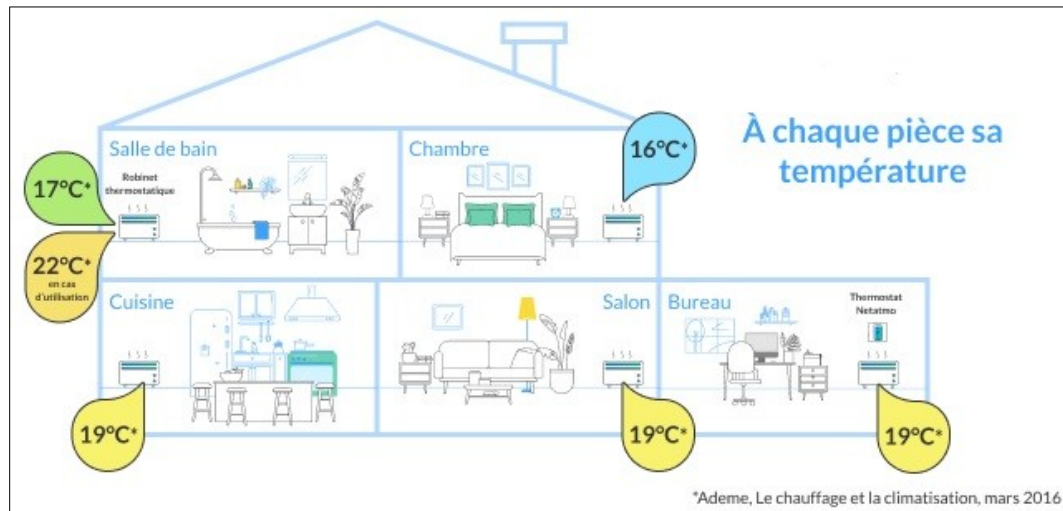 À chaque pièce sa
température
Salle de bain
Robinet
thermostatique
17°C*
22°C*
en cas
d'utilisation
Chambre
16°C*
Cuisine
19°C*
Salon
19°C*
Bureau
Thermostat
Netatmo
19°C*
*Ademe, Le chauffage et la climatisation, mars 2016